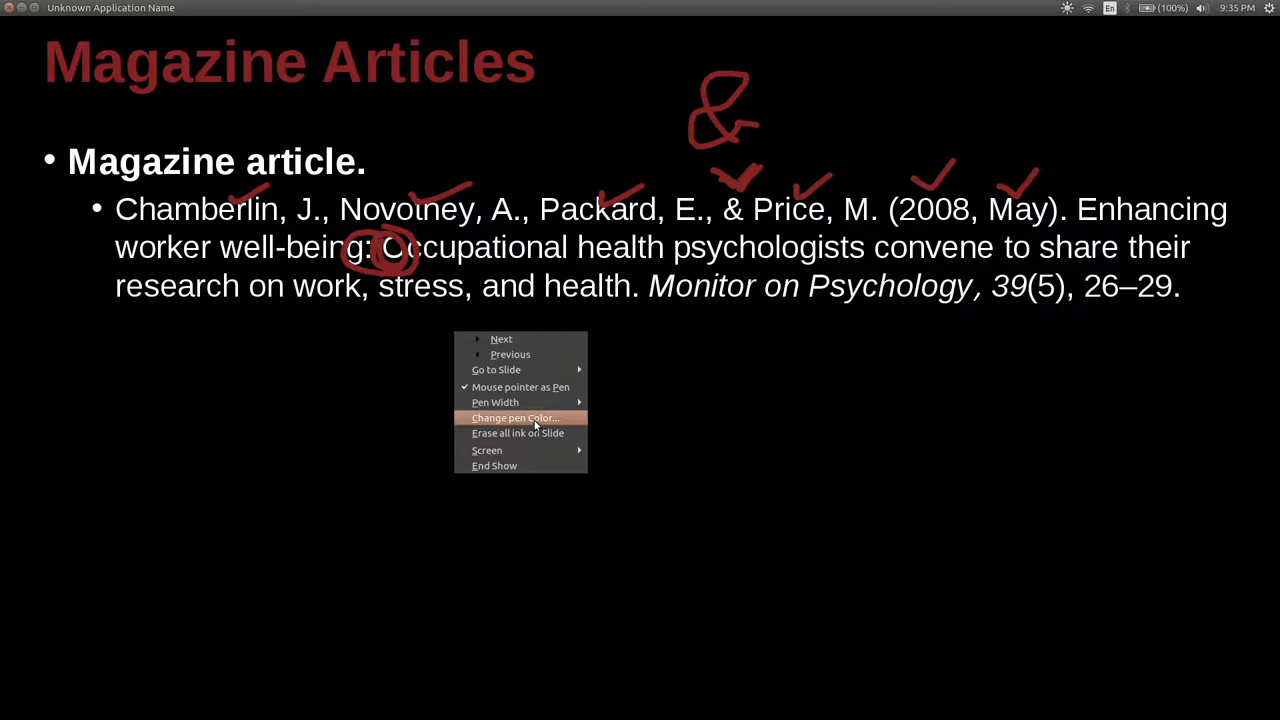 Unknown Application Name
En (100%) 9:35 PM
Magazine Articles
&
• Magazine article.
• Chamberlin, J., Novotney, A., Packard, E., & Price, M. (2008, May). Enhancing
worker well-being: Occupational health psychologists convene to share their
research on work, stress, and health. Monitor on Psychology, 39(5), 26–29.
Next
Previous
Go to Slide
Mouse pointer as Pen
Pen Width
Change pen Color...
Erase all ink on Slide
Screen
End Show